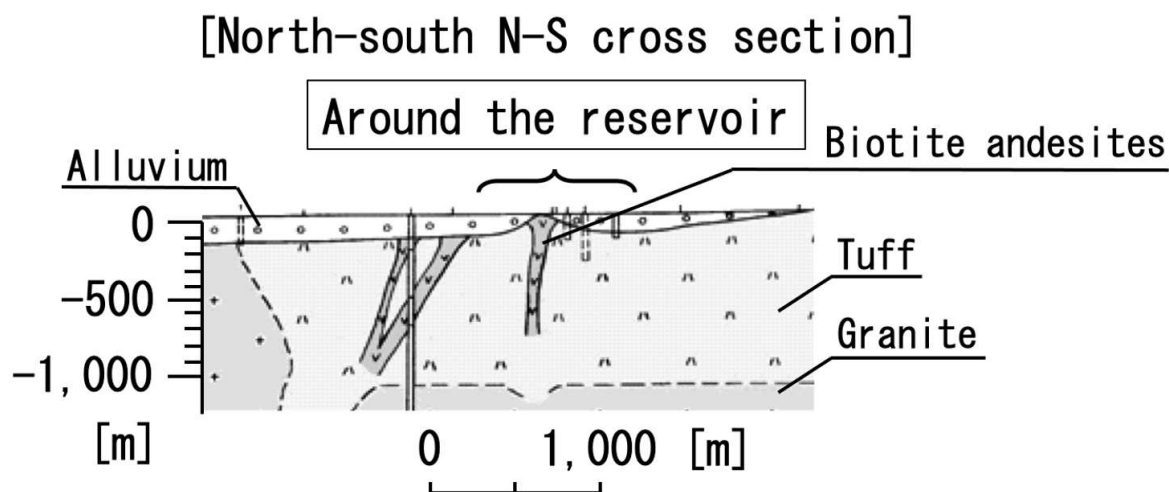 [North-south N-S cross section]
Around the reservoir
Biotite andesites
Alluvium
0
Tuff
-500
Granite
-1,000
[m]
0 1,000 [m]